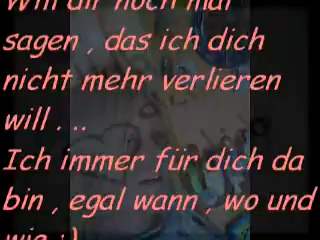 Will dir noch mal
sagen , das ich dich
nicht mehr verlieren
will . ..
Ich immer für dich da
bin , egal wann , wo und
wie :)